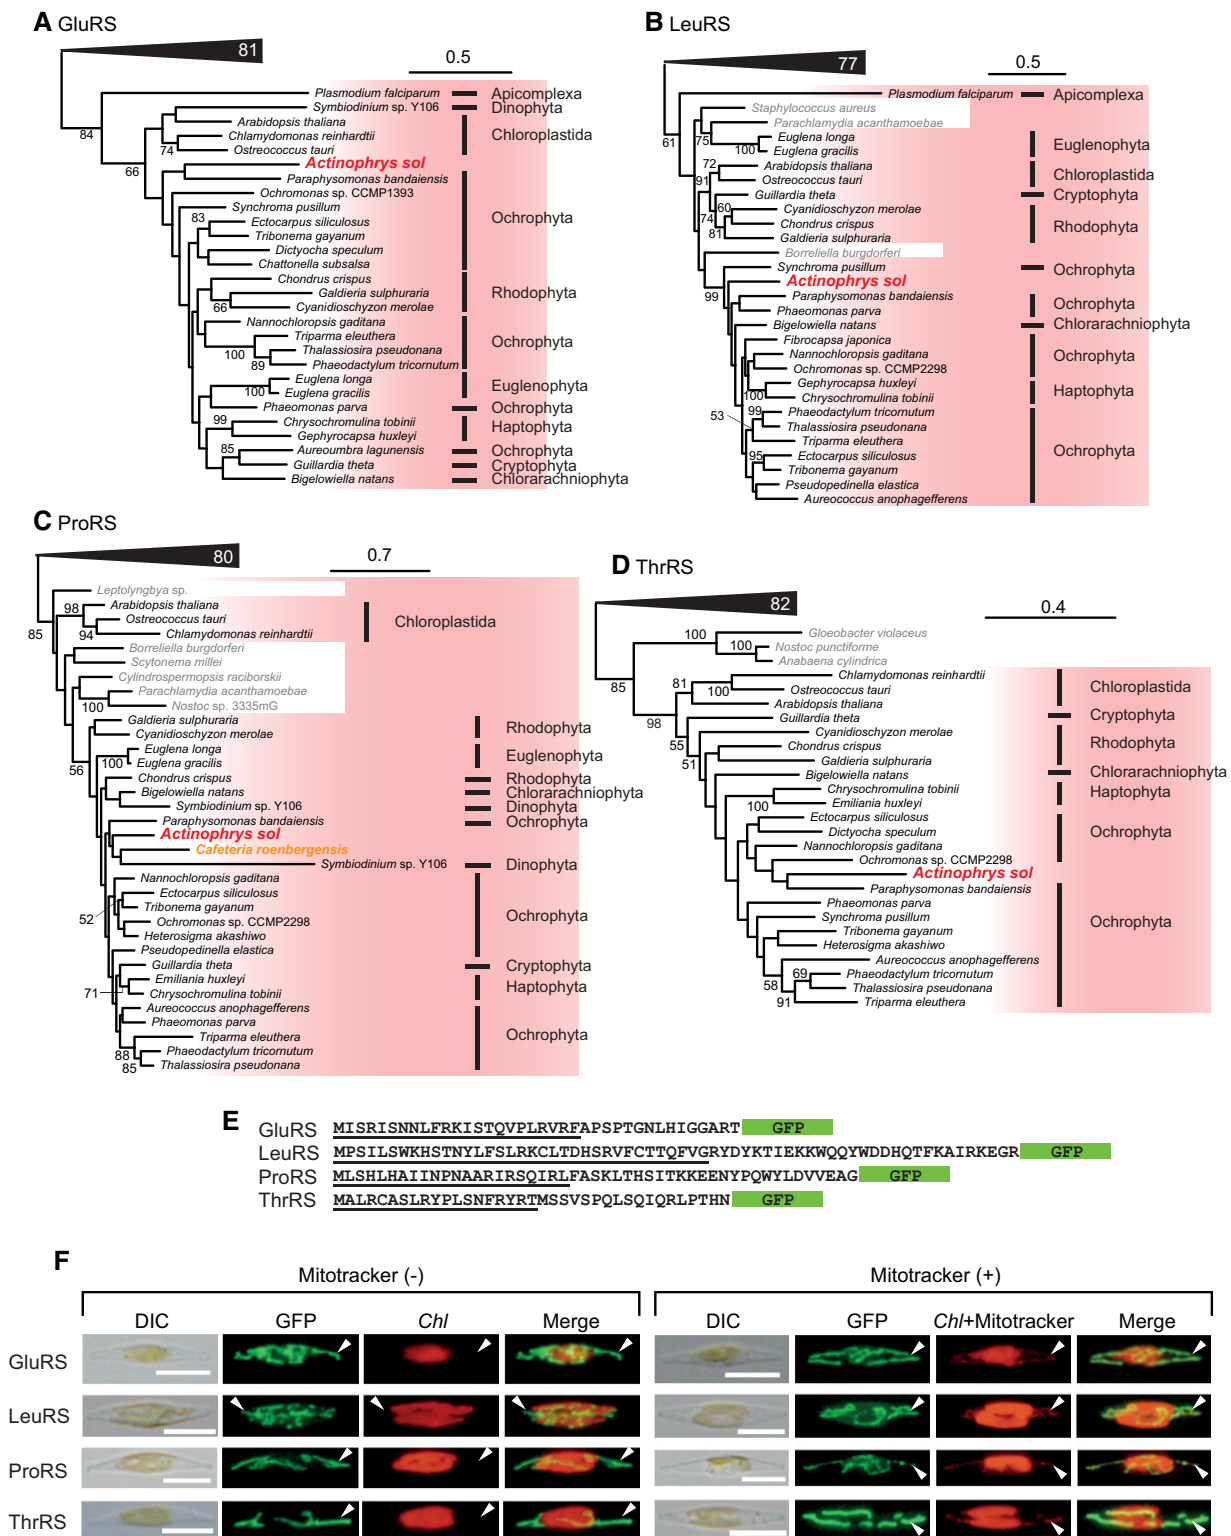 A GluRS
81
0.5
Plasmodium falciparum
Apicomplexa
Symbiodinium sp. Y106
Dinophyta
84
Arabidopsis thaliana
Chlamydomonas reinhardtii
Chloroplastida
74
Ostreococcus tauri
66
Actinophrys sol
Paraphysomonas bandaiensis
Ochromonas sp. CCMP1393
Synchroma pusillum
83
Ectocarpus siliculosus
Ochrophyta
Tribonema gayanum
Dictyocha speculum
Chattonella subsalsa
Chondrus crispus
Galdieria sulphuraria
Rhodophyta
66
Cyanidioschyzon merolae
Nannochloropsis gaditana
Triparma eleuthera
Ochrophyta
100
Thalassiosira pseudonana
89
Phaeodactylum tricornutum
Euglena longa
Euglenophyta
100
Euglena gracilis
Phaeomonas parva
Ochrophyta
99
Chrysochromulina tobinii
Haptophyta
Gephyrocapsa huxleyi
85
Aureoumbra lagunensis
Ochrophyta
Guillardia theta
Cryptophyta
Bigelowiella natans
Chlorarachniophyta
B LeuRS
77
0.5
Plasmodium falciparum
Apicomplexa
Staphylococcus aureus
Parachlamydia acanthamoebae
61
75
Euglena longa
Euglenophyta
100
Euglena gracilis
72
Arabidopsis thaliana
Chloroplastida
91
Ostreococcus tauri
Guillardia theta
Cryptophyta
60
Cyanidioschyzon merolae
74
Chondrus crispus
Rhodophyta
81
Galdieria sulphuraria
Borreliella burgdorferi
Synchroma pusillum
Ochrophyta
99
Actinophrys sol
Paraphysomonas bandaiensis
Ochrophyta
Phaeomonas parva
Bigelowiella natans
Chlorarachniophyta
Fibrocapsa japonica
Nannochloropsis gaditana
Ochrophyta
Ochromonas sp. CCMP2298
Gephyrocapsa huxleyi
Haptophyta
100
Chrysochromulina tobinii
99
Phaeodactylum tricornutum
53
Thalassiosira pseudonana
Triparma eleuthera
Ochrophyta
95
Ectocarpus siliculosus
Tribonema gayanum
Pseudopedinella elastica
Aureococcus anophagefferens
C ProRS
80
0.7
Leptolyngbya sp.
98
Arabidopsis thaliana
85
Ostreococcus tauri
Chloroplastida
94
Chlamydomonas reinhardtii
Borreliella burgdorferi
Scytonema millei
Cylindrospermopsis raciborskii
Parachlamydia acanthamoebae
100
Nostoc sp. 3335mG
Galdieria sulphuraria
Rhodophyta
Cyanidioschyzon merolae
Euglena longa
Euglenophyta
56
100
Euglena gracilis
Chondrus crispus
Rhodophyta
Bigelowiella natans
Chlorarachniophyta
Symbiodinium sp. Y106
Dinophyta
Paraphysomonas bandaiensis
Ochrophyta
Actinophrys sol
Cafeteria roenbergensis
Symbiodinium sp. Y106
Dinophyta
Nannochloropsis gaditana
Ectocarpus siliculosus
Tribonema gayanum
Ochrophyta
52
Ochromonas sp. CCMP2298
Heterosigma akashiwo
Pseudopedinella elastica
Guillardia theta
Cryptophyta
Emiliania huxleyi
Haptophyta
71
Chrysochromulina tobinii
Aureococcus anophagefferens
Phaeomonas parva
Triparma eleuthera
Ochrophyta
88
Phaeodactylum tricornutum
85
Thalassiosira pseudonana
D ThrRS
82
0.4
100
Gloeobacter violaceus
100
Nostoc punctiforme
Anabaena cylindrica
85
81
Chlamydomonas reinhardtii
100
Ostreococcus tauri
Chloroplastida
Arabidopsis thaliana
98
Guillardia theta
Cryptophyta
Cyanidioschyzon merolae
55
Chondrus crispus
Rhodophyta
51
Galdieria sulphuraria
Bigelowiella natans
Chlorarachniophyta
Chrysochromulina tobinii
Haptophyta
100
Emiliania huxleyi
Ectocarpus siliculosus
Dictyocha speculum
Ochrophyta
Nannochloropsis gaditana
Ochromonas sp. CCMP2298
Actinophrys sol
Paraphysomonas bandaiensis
Phaeomonas parva
Synchroma pusillum
Ochrophyta
Tribonema gayanum
Heterosigma akashiwo
Aureococcus anophagefferens
69
Phaeodactylum tricornutum
58
Thalassiosira pseudonana
91
Triparma eleuthera
E
GluRS MISRISNNLFRKISTQVPLRVRFAPSPTGNLHIGGART GFP
LeuRS MPSILSWKHSTNYLFSLRKCLTDHSRVFCTTQFVGRYDYKTIEKKWQQYWDDHQTFKAIRKEGR GFP
ProRS MLSHLHAIINPNAARIRSQIRLFASKLTHSITKKEENYPQWYLDVVEAG GFP
ThrRS MALRCASLRYPLSNFRYRTMSSVSPQLSQIQRLPTHN GFP
F
Mitotracker (-)
Mitotracker (+)
DIC GFP Chl Merge
DIC GFP Chl+Mitotracker Merge
GluRS
LeuRS
ProRS
ThrRS